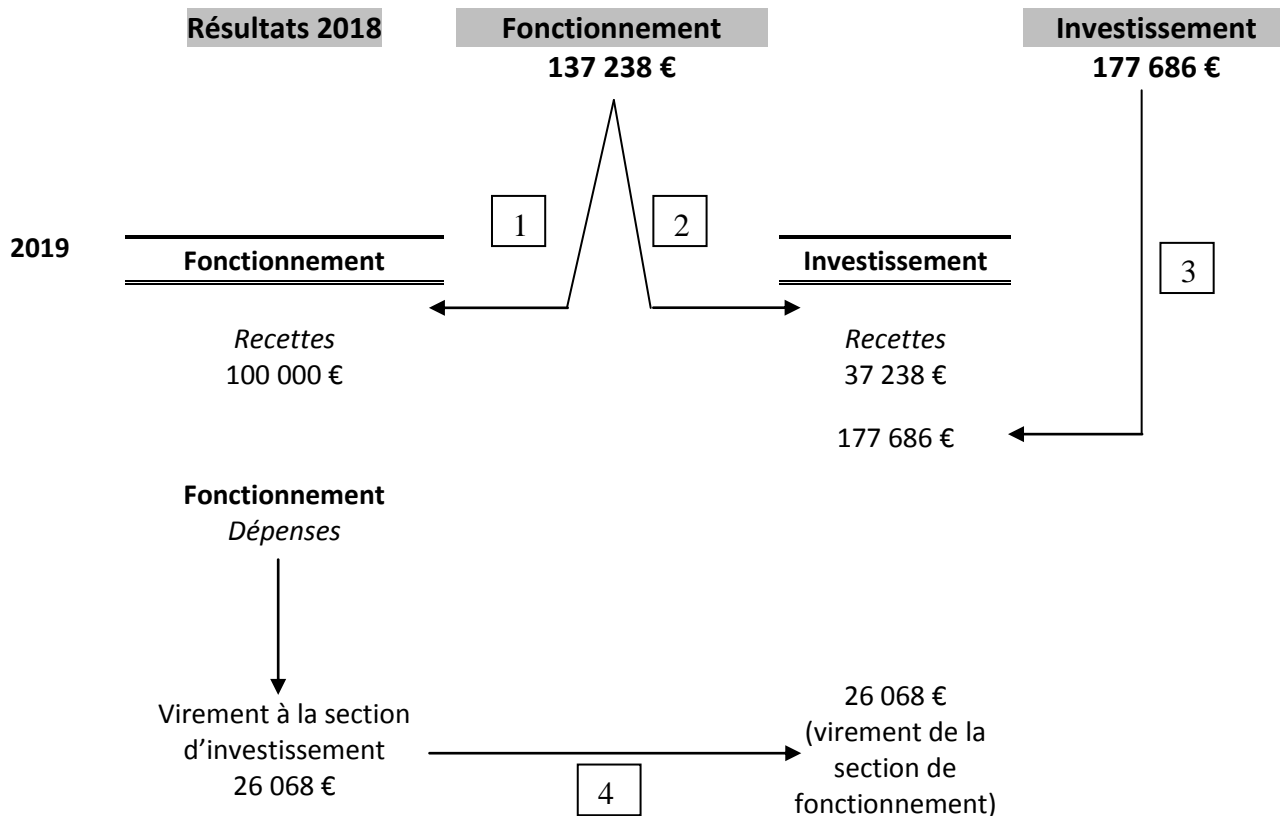 Résultats 2018 Fonctionnement Investissement
137 238 € 177 686 €
1 2
2019 Fonctionnement Investissement 3
Recettes Recettes
100 000 € 37 238 €
177 686 €
Fonctionnement
Dépenses
Virement à la section
d’investissement
26 068 €
4
26 068 €
(virement de la
section de
fonctionnement)